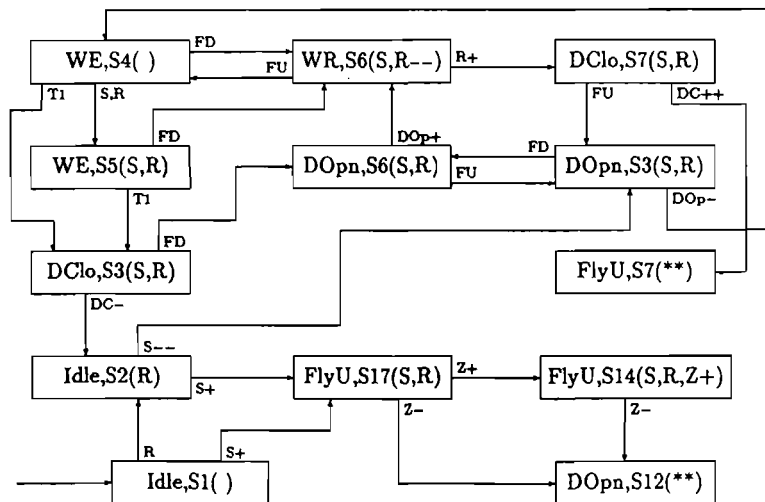 FD
WE,S4( )
WR,S6(S,R−−)
R+
DClo,S7(S,R)
FU
T1
S,R
FU
DC++
FD
DOp+
WE,S5(S,R)
DOpn,S6(S,R)
FD
DOpn,S3(S,R)
FU
T1
DOp−
FD
DClo,S3(S,R)
FlyU,S7(**)
DC−
S−−
Idle,S2(R)
S+
FlyU,S17(S,R)
Z+
FlyU,S14(S,R,Z+)
Z−
Z−
R
S+
Idle,S1( )
DOpn,S12(**)